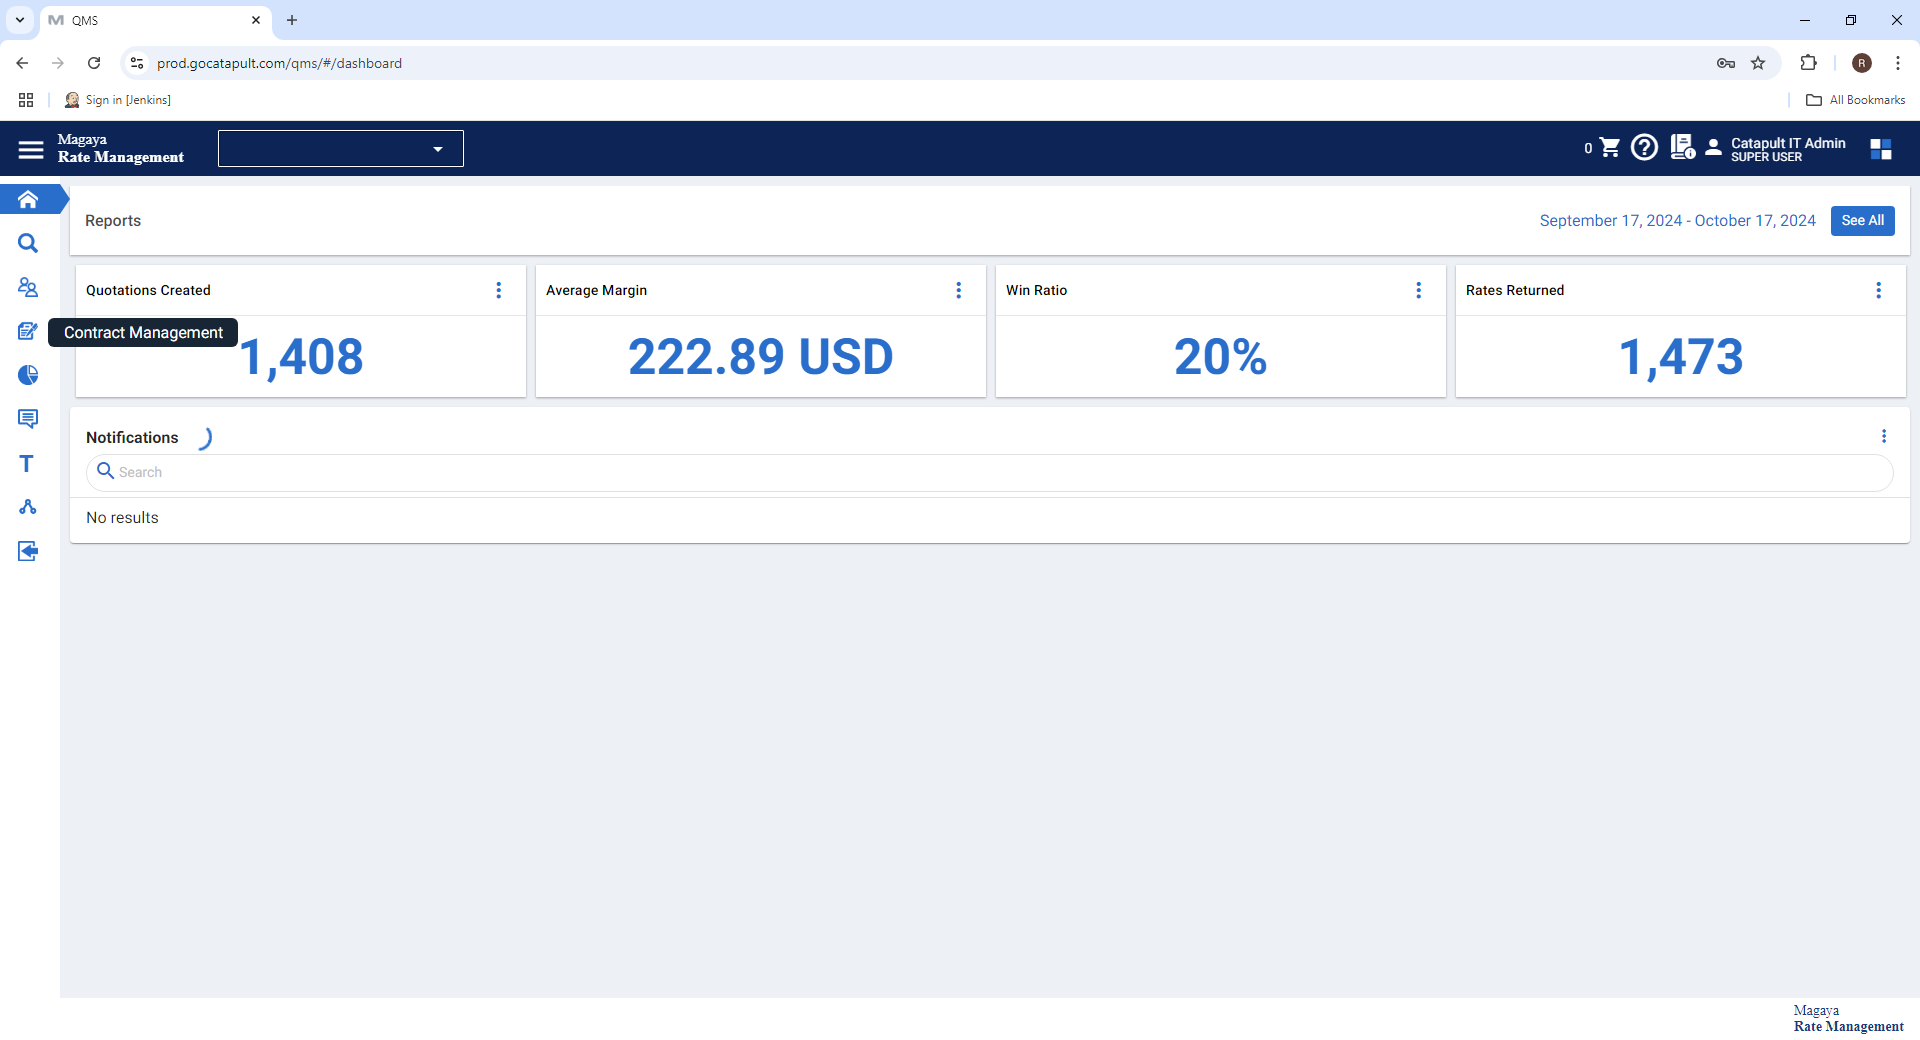 QMS
prod.gocatapult.com/qms/#/dashboard
R
Sign in [Jenkins]
All Bookmarks
Magaya
Rate Management
0
Catapult IT Admin
SUPER USER
Reports
September 17, 2024 - October 17, 2024
See All
Quotations Created
Average Margin
Win Ratio
Rates Returned
Contract Management
1,408
222.89 USD
20%
1,473
Notifications
Search
No results
T
Magaya
Rate Management